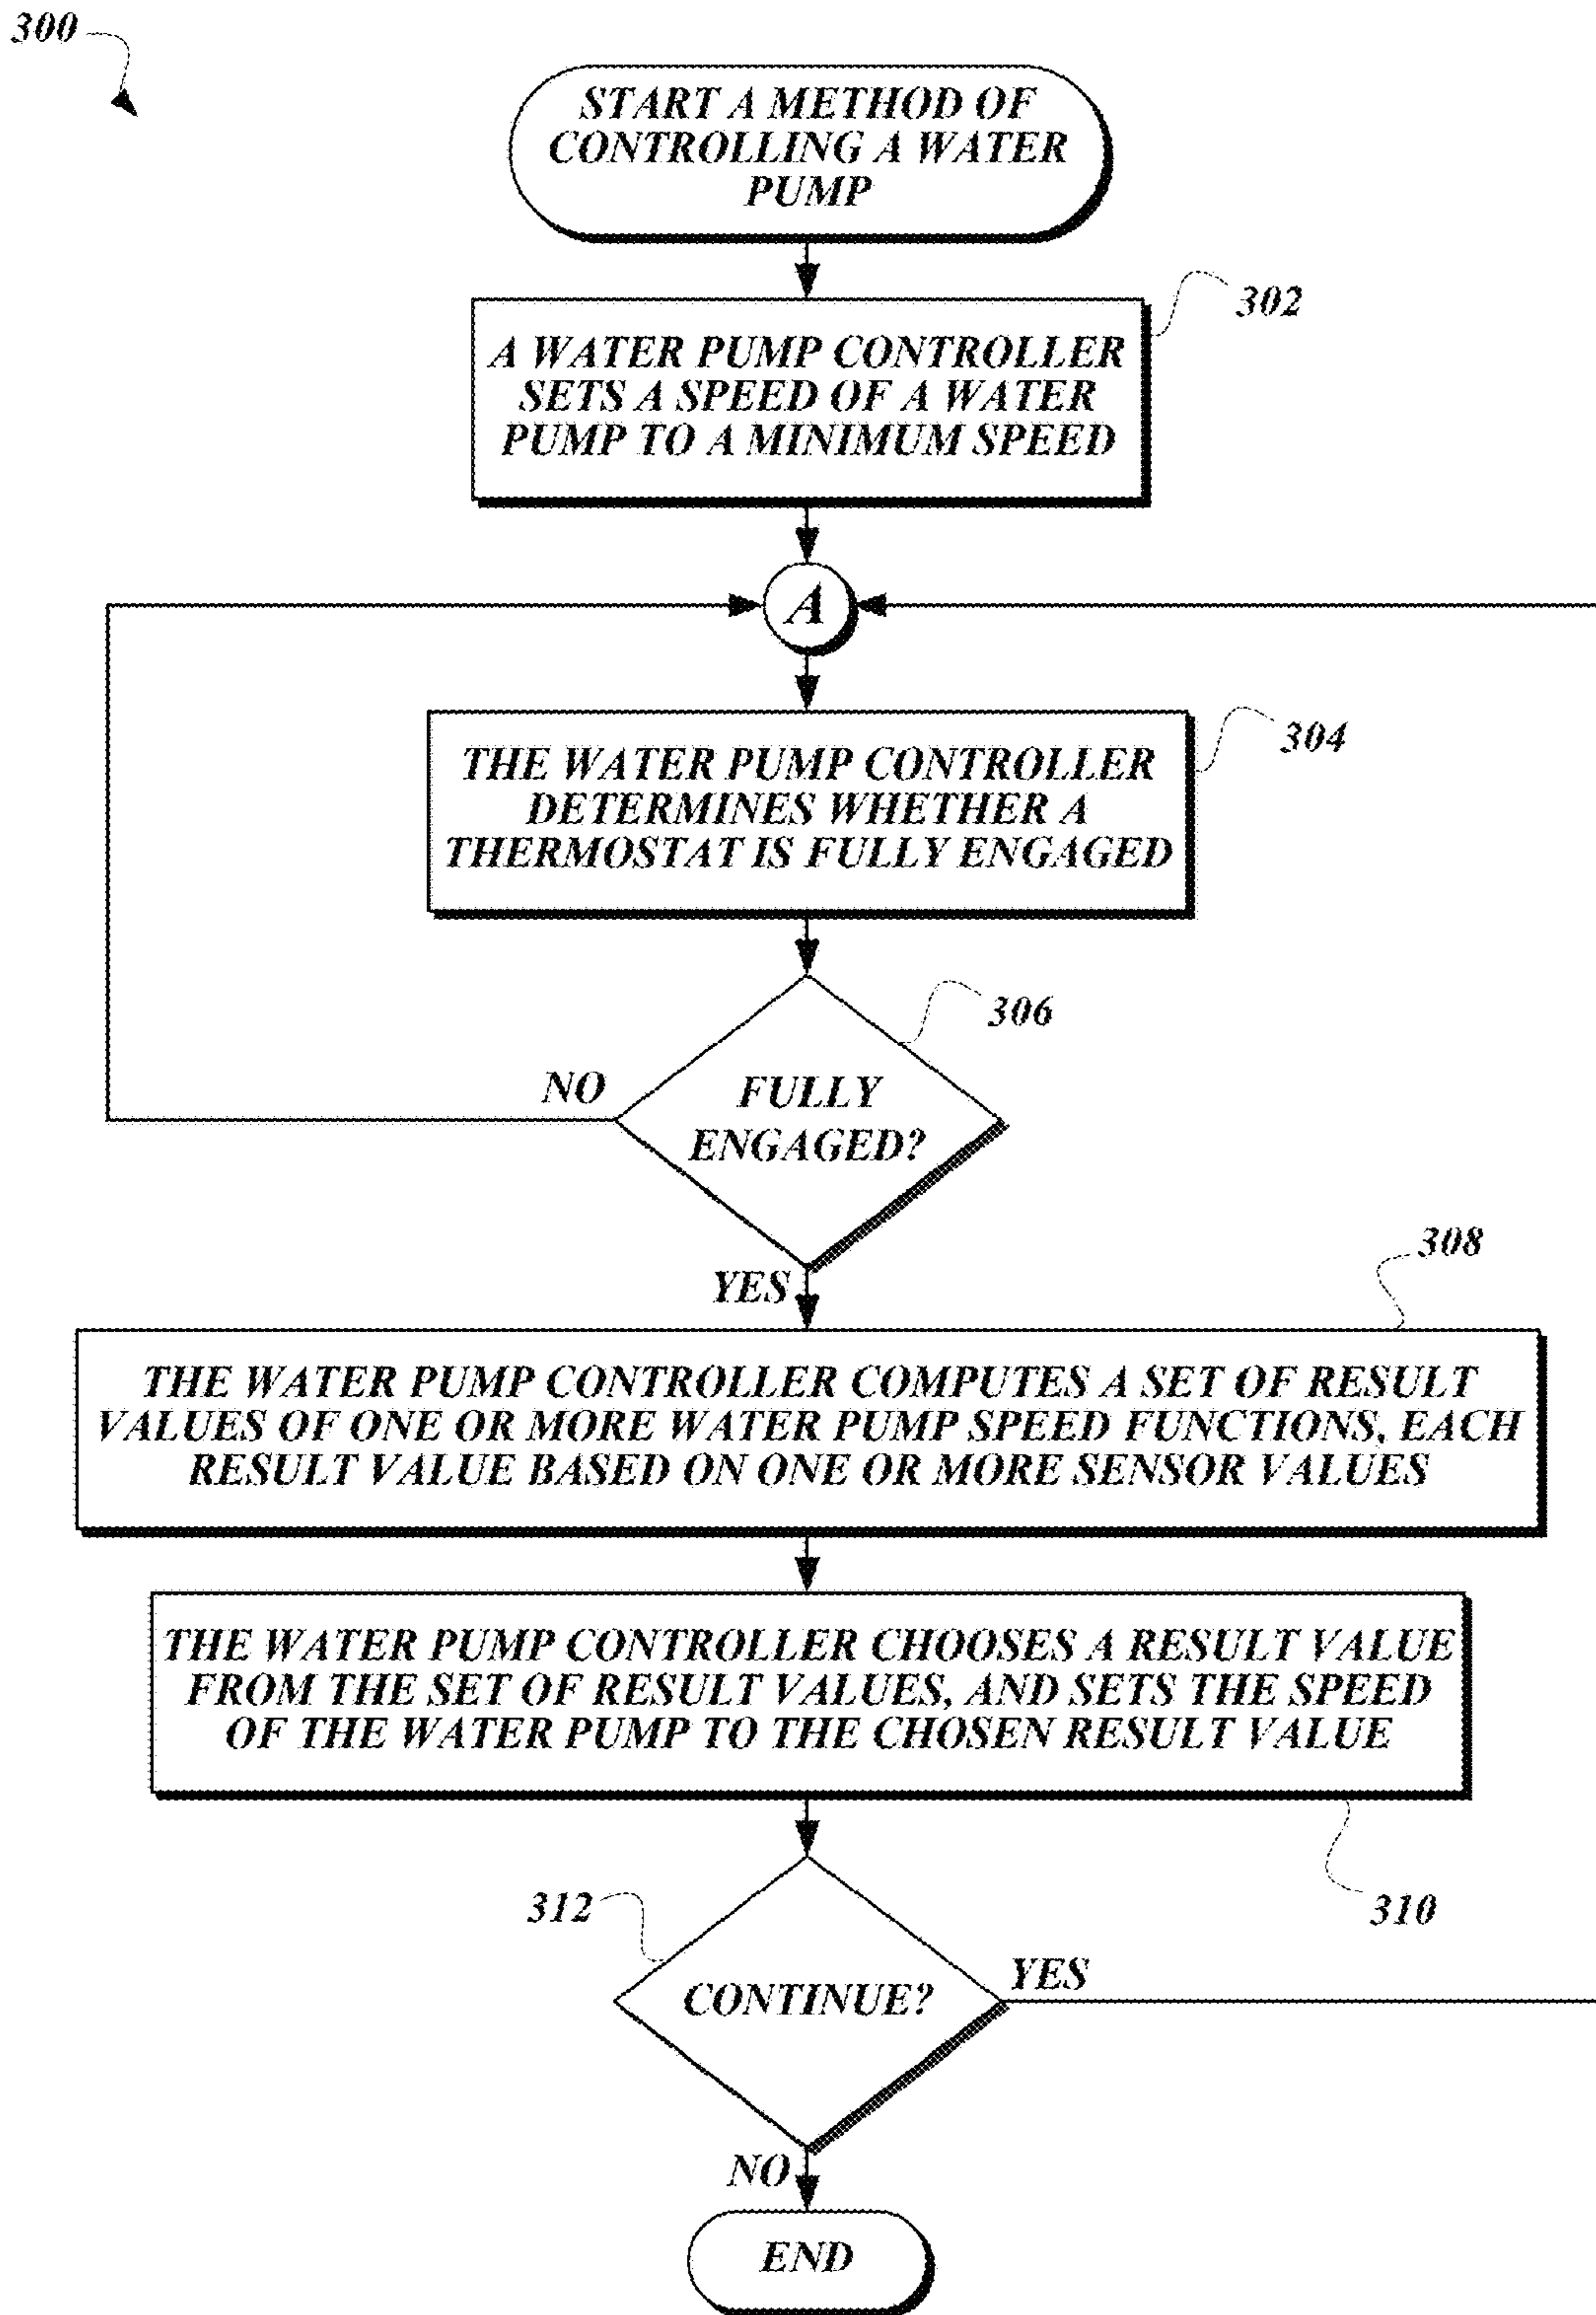 300
START A METHOD OF
CONTROLLING A WATER
PUMP
302
A WATER PUMP CONTROLLER
SETS A SPEED OF A WATER
PUMP TO A MINIMUM SPEED
A
304
THE WATER PUMP CONTROLLER
DETERMINES WHETHER A
THERMOSTAT IS FULLY ENGAGED
306
NO
FULLY
ENGAGED?
YES
308
THE WATER PUMP CONTROLLER COMPUTES A SET OF RESULT
VALUES OF ONE OR MORE WATER PUMP SPEED FUNCTIONS, EACH
RESULT VALUE BASED ON ONE OR MORE SENSOR VALUES
THE WATER PUMP CONTROLLER CHOOSES A RESULT VALUE
FROM THE SET OF RESULT VALUES, AND SETS THE SPEED
OF THE WATER PUMP TO THE CHOSEN RESULT VALUE
310
312
CONTINUE?
YES
NO
END